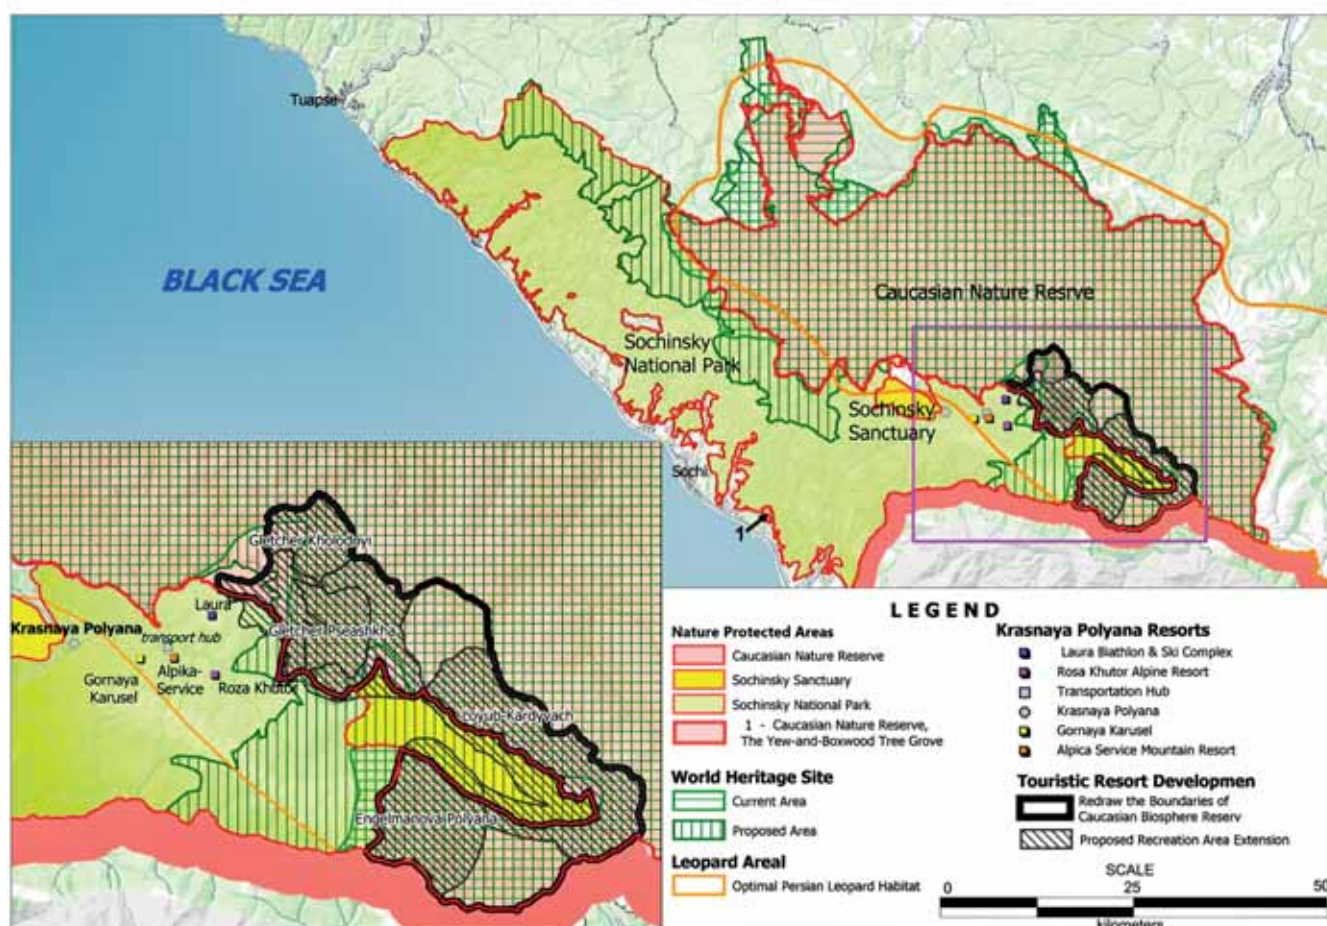 Tuapse
BLACK SEA
Caucasian Nature Resrve
Sochinsky
National Park
Sochinsky
Sanctuary
Sochi
1
Gletcher Kholodnyi
Laura
Krasnaya Polyana
transport hub
Gletcher Pseashkha
Gornaya
Karusel
Alpika-
Service
Roza Khutor
Engelmanova Polyana
LEGEND
Nature Protected Areas
Caucasian Nature Reserve
Sochinsky Sanctuary
Sochinsky National Park
1 - Caucasian Nature Reserve,
The Yew-and-Boxwood Tree Grove
World Heritage Site
Current Area
Proposed Area
Leopard Areal
Optimal Persian Leopard Habitat
Krasnaya Polyana Resorts
Laura Biathlon & Ski Complex
Rosa Khutor Alpine Resort
Transportation Hub
Krasnaya Polyana
Gornaya Karusel
Alpica Service Mountain Resort
Touristic Resort Developmen
Redraw the Boundaries of
Caucasian Biosphere Reserv
Proposed Recreation Area Extension
SCALE
0 25 50
kilometers